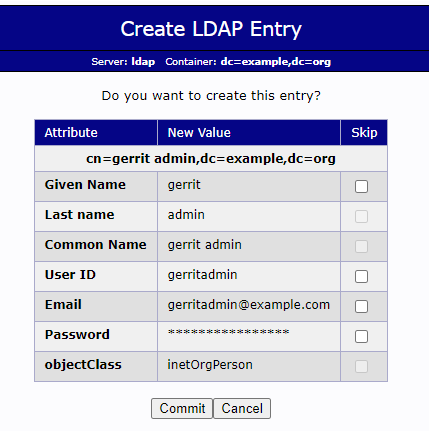 Create LDAP Entry
Server: ldap Container: dc=example,dc=org
Do you want to create this entry?
Attribute New Value Skip
cn=gerrit admin,dc=example,dc=org
Given Name gerrit
Last name admin
Common Name gerrit admin
User ID gerritadmin
Email gerritadmin@example.com
Password ****************
objectClass inetOrgPerson
Commit Cancel